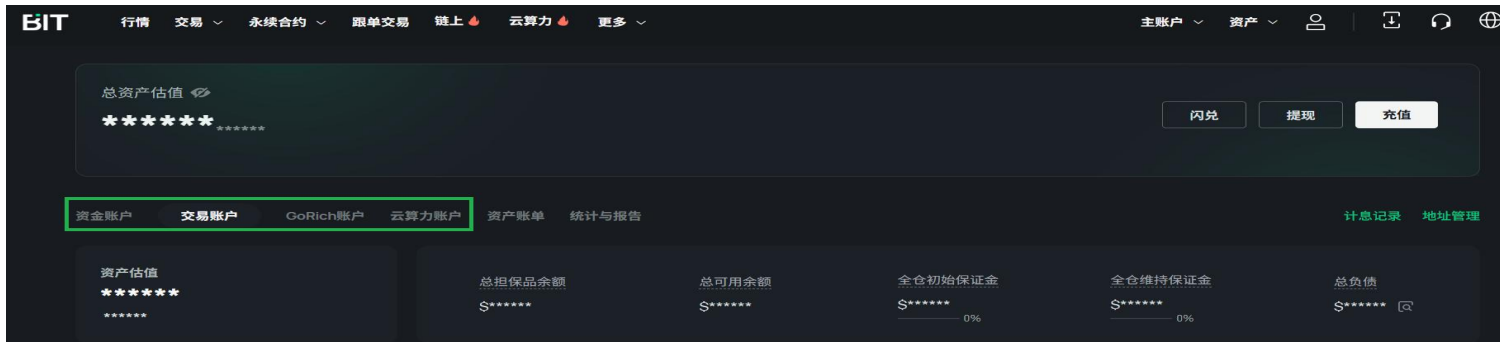 BIT 行情 交易 永续合约 跟单交易 链上 云算力 更多 主账户 资产
总资产估值
******.****** 闪兑 提现 充值
资金账户 交易账户 GoRich账户 云算力账户 资产账单 统计与报告 计息记录 地址管理
资产估值 总担保品余额 总可用余额 全仓初始保证金 全仓维持保证金 总负债
****** $****** $****** $****** $****** $******
****** 0% 0%